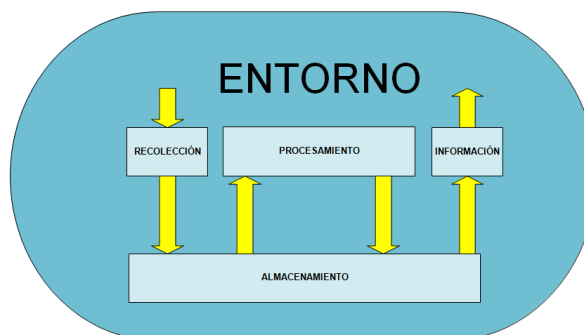 ENTORNO
RECOLECCIÓN
PROCESAMIENTO
INFORMACIÓN
ALMACENAMIENTO